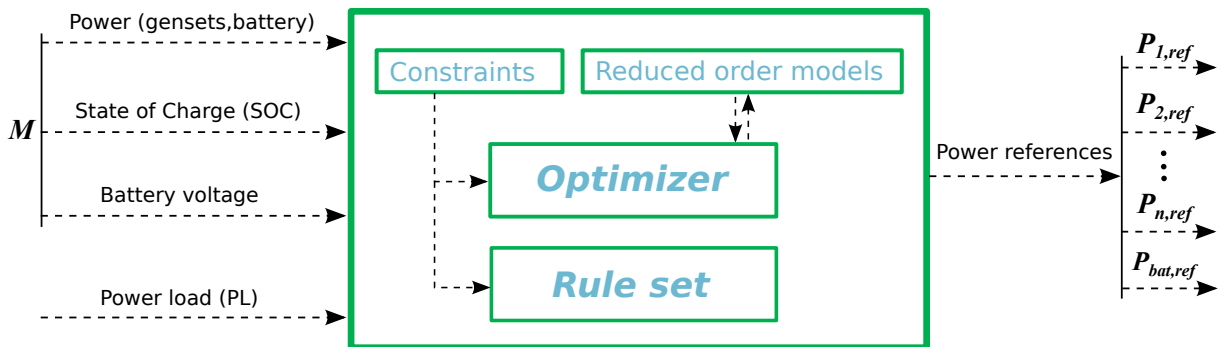 Power (gensets,battery)
M
State of Charge (SOC)
Battery voltage
Power load (PL)
Constraints
Reduced order models
Optimizer
Rule set
Power references
P1,ref
P2,ref
⋮
Pn,ref
Pbat,ref